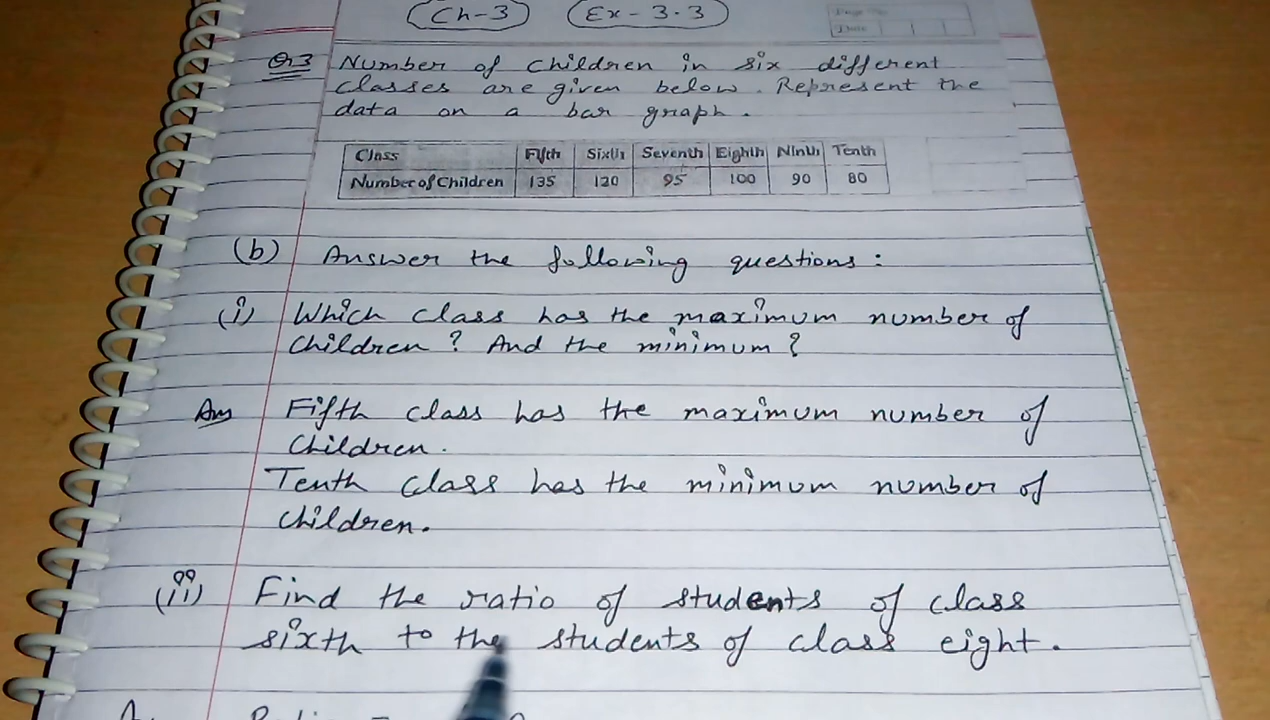 Ch-3 Ex-3.3
Date
Q.3 Number of children in six different
classes are given below. Represent the
data on a bar graph.
Class Fifth Sixth Seventh Eighth Ninth Tenth
Number of Children 135 120 95 100 90 80
(b) Answer the following questions :
(i) Which class has the maximum number of
children ? And the minimum ?
Ans Fifth class has the maximum number of
children.
Tenth class has the minimum number of
children.
(ii) Find the ratio of students of class
sixth to the students of class eight.